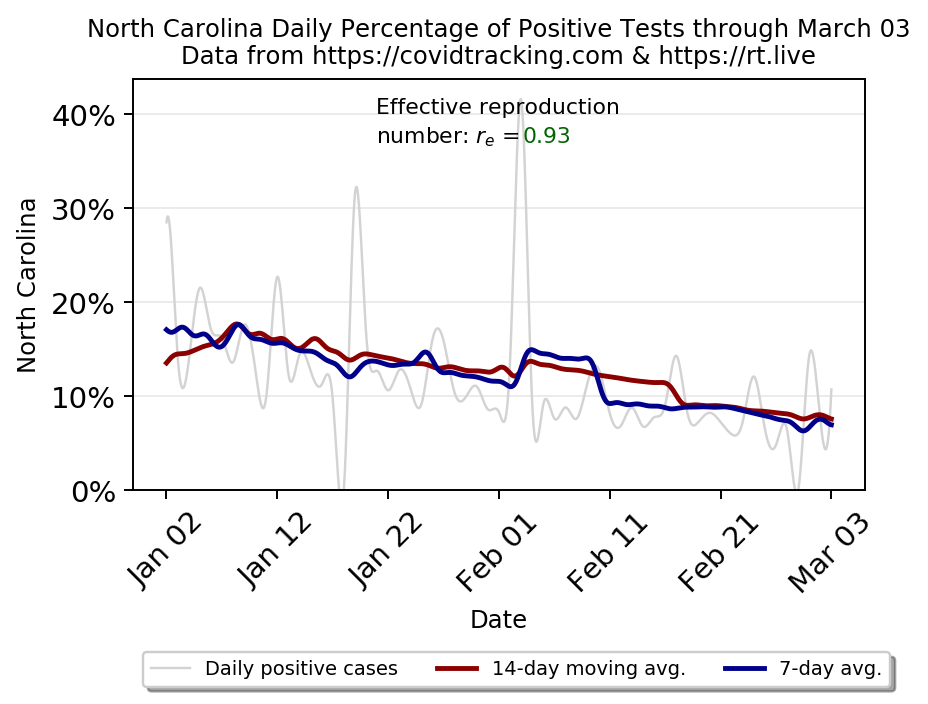 North Carolina Daily Percentage of Positive Tests through March 03
Data from https://covidtracking.com & https://rt.live
Effective reproduction
number: rₑ =0.93
North Carolina
40%
30%
20%
10%
0%
Jan 02
Jan 12
Jan 22
Feb 01
Feb 11
Feb 21
Mar 03
Date
Daily positive cases
14-day moving avg.
7-day avg.